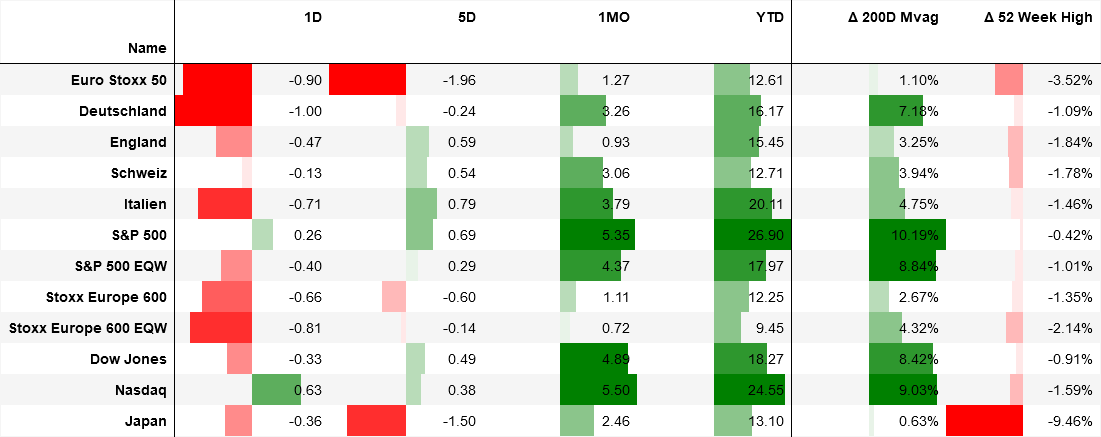 1D 5D 1MO YTD Δ 200D Mvag Δ 52 Week High
Name
Euro Stoxx 50 -0.90 -1.96 1.27 12.61 1.10% -3.52%
Deutschland -1.00 -0.24 3.26 16.17 7.18% -1.09%
England -0.47 0.59 0.93 15.45 3.25% -1.84%
Schweiz -0.13 0.54 3.06 12.71 3.94% -1.78%
Italien -0.71 0.79 3.79 20.11 4.75% -1.46%
S&P 500 0.26 0.69 5.35 26.90 10.19% -0.42%
S&P 500 EQW -0.40 0.29 4.37 17.97 8.84% -1.01%
Stoxx Europe 600 -0.66 -0.60 1.11 12.25 2.67% -1.35%
Stoxx Europe 600 EQW -0.81 -0.14 0.72 9.45 4.32% -2.14%
Dow Jones -0.33 0.49 4.89 18.27 8.42% -0.91%
Nasdaq 0.63 0.38 5.50 24.55 9.03% -1.59%
Japan -0.36 -1.50 2.46 13.10 0.63% -9.46%